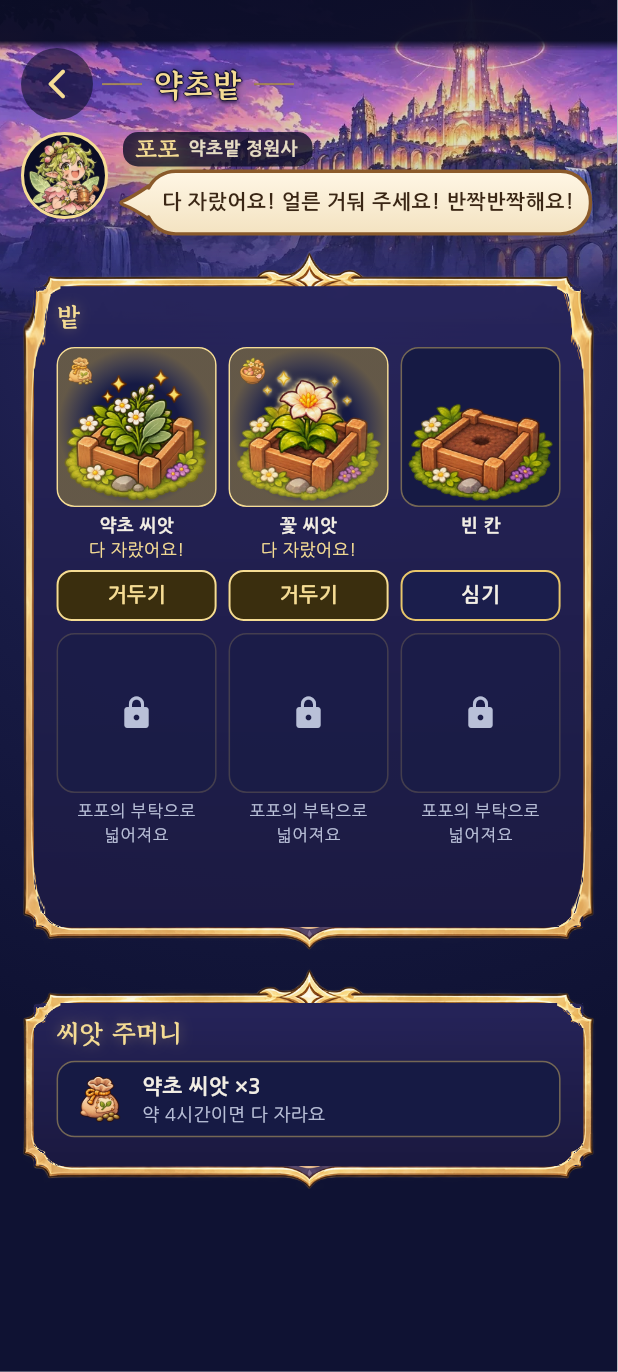 약초밭
포포 약초밭 정원사
다 자랐어요! 얼른 거둬 주세요! 반짝반짝해요!
밭
약초 씨앗
다 자랐어요!
거두기
꽃 씨앗
다 자랐어요!
거두기
빈 칸
심기
포포의 부탁으로
넓어져요
포포의 부탁으로
넓어져요
포포의 부탁으로
넓어져요
씨앗 주머니
약초 씨앗 ×3
약 4시간이면 다 자라요